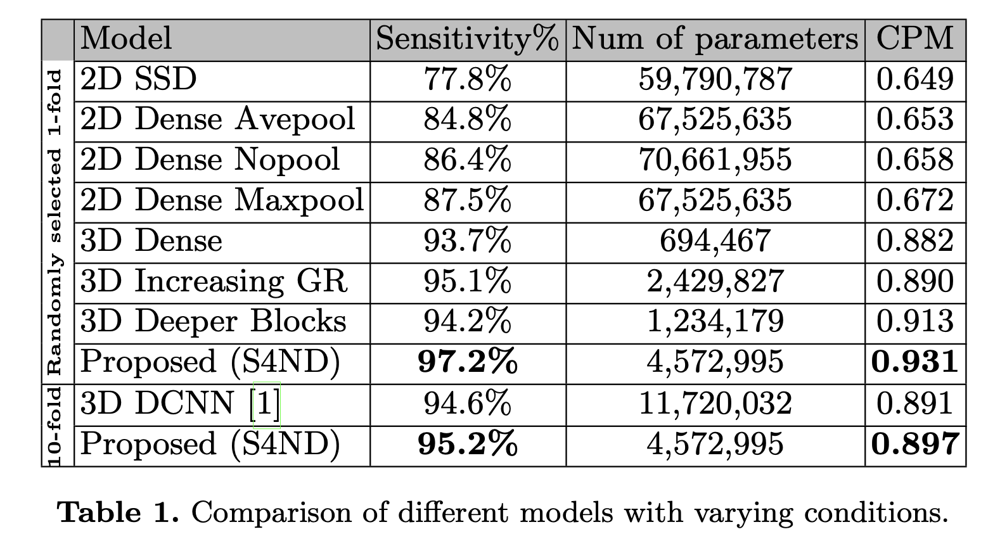 Model Sensitivity% Num of parameters CPM
Randomly selected 1-fold
2D SSD 77.8% 59,790,787 0.649
2D Dense Avepool 84.8% 67,525,635 0.653
2D Dense Nopool 86.4% 70,661,955 0.658
2D Dense Maxpool 87.5% 67,525,635 0.672
3D Dense 93.7% 694,467 0.882
3D Increasing GR 95.1% 2,429,827 0.890
3D Deeper Blocks 94.2% 1,234,179 0.913
Proposed (S4ND) 97.2% 4,572,995 0.931
10-fold
3D DCNN [1] 94.6% 11,720,032 0.891
Proposed (S4ND) 95.2% 4,572,995 0.897
Table 1. Comparison of different models with varying conditions.